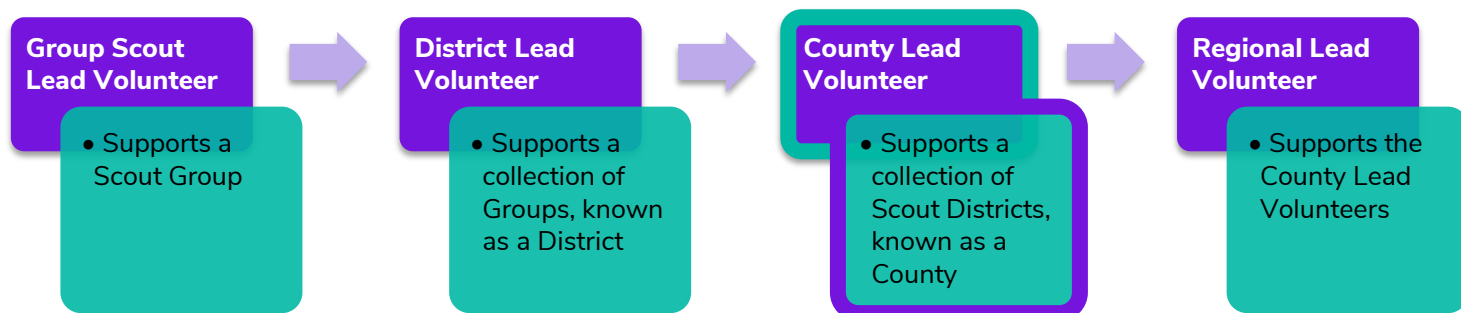 Group Scout
Lead Volunteer
• Supports a
Scout Group
District Lead
Volunteer
• Supports a
collection of
Groups, known
as a District
County Lead
Volunteer
• Supports a
collection of
Scout Districts,
known as a
County
Regional Lead
Volunteer
• Supports the
County Lead
Volunteers